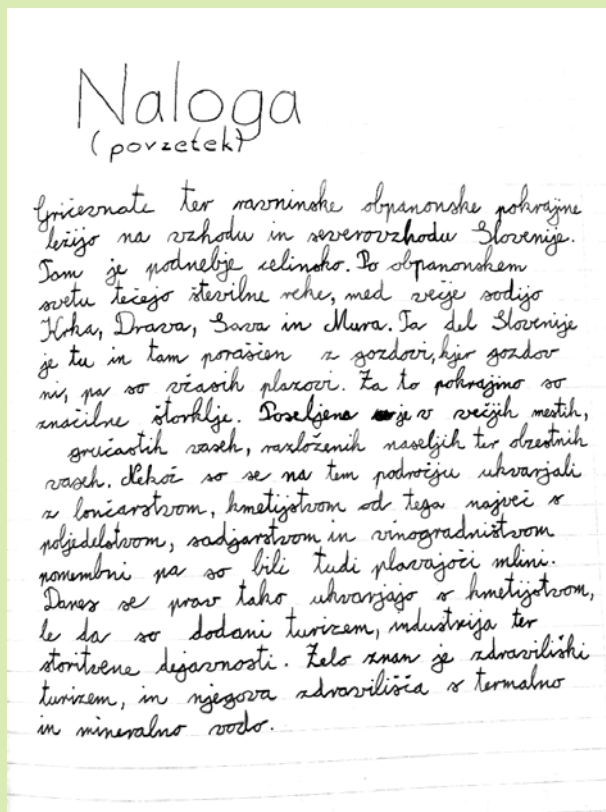 Naloga
(povzetek)
Gričevnate ter ravninske obpanonske pokrajine
ležijo na vzhodu in severovzhodu Slovenije.
Tam je podnebje celinsko. Po obpanonskem
svetu tečejo številne reke, med večje sodijo
Krka, Drava, Sava in Mura. Ta del Slovenije
je tu in tam poraščen z gozdovi, kjer gozdov
ni, pa so včasih plazovi. Za to pokrajino so
značilne štorklje. Poseljena je v večjih mestih,
gručastih vaseh, razloženih naseljih ter obcestnih
vaseh. Nekoč so se na tem področju ukvarjali
z lončarstvom, kmetijstvom od tega največ s
poljedelstvom, sadjarstvom in vinogradništvom
pomembni pa so bili tudi plavajoči mlini.
Danes se prav tako ukvarjajo s kmetijstvom,
le da so dodani turizem, industrija ter
storitvene dejavnosti. Zelo znan je zdraviliški
turizem, in njegova zdravilišča s termalno
in mineralno vodo.